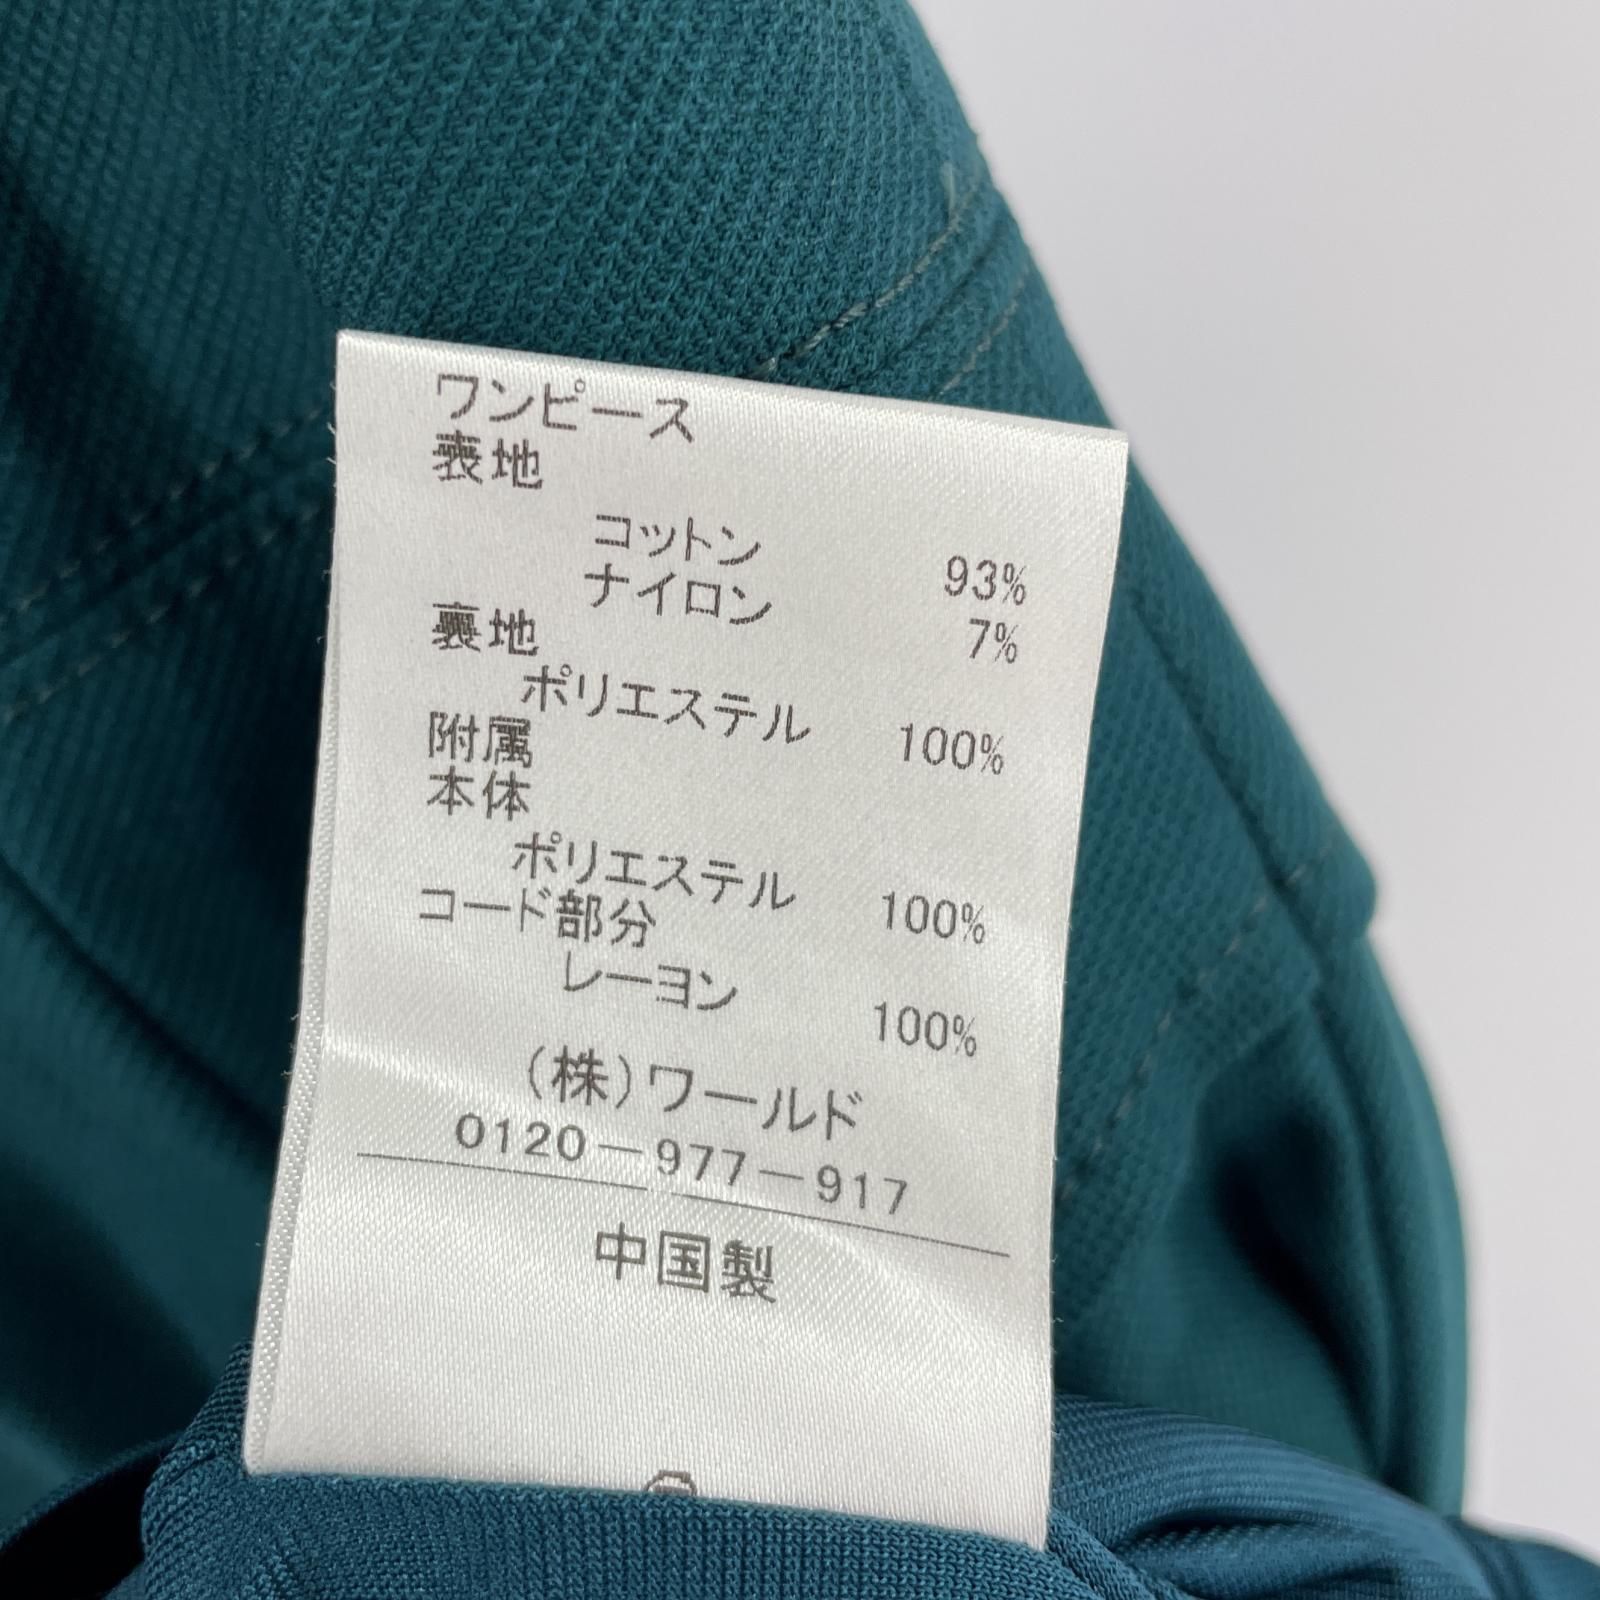 ワンピース
表地
コットン 93%
ナイロン 7%
裏地
ポリエステル 100%
附属
本体
ポリエステル 100%
コード部分
レーヨン 100%
(株)ワールド
0120-977-917
中国製